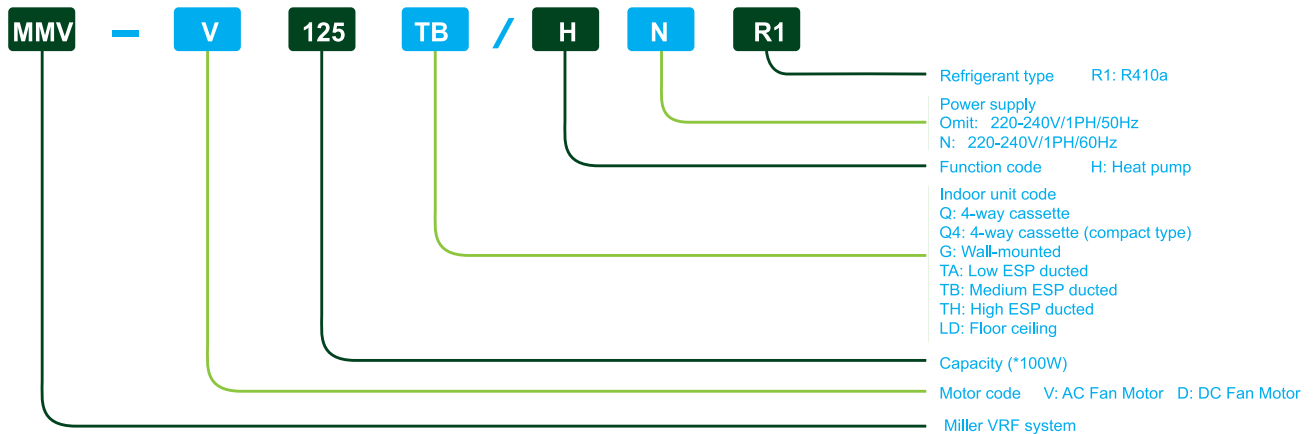 MMV - V 125 TB / H N R1
Refrigerant type R1: R410a
Power supply
Omit: 220-240V/1PH/50Hz
N: 220-240V/1PH/60Hz
Function code H: Heat pump
Indoor unit code
Q: 4-way cassette
Q4: 4-way cassette (compact type)
G: Wall-mounted
TA: Low ESP ducted
TB: Medium ESP ducted
TH: High ESP ducted
LD: Floor ceiling
Capacity (*100W)
Motor code V: AC Fan Motor D: DC Fan Motor
Miller VRF system